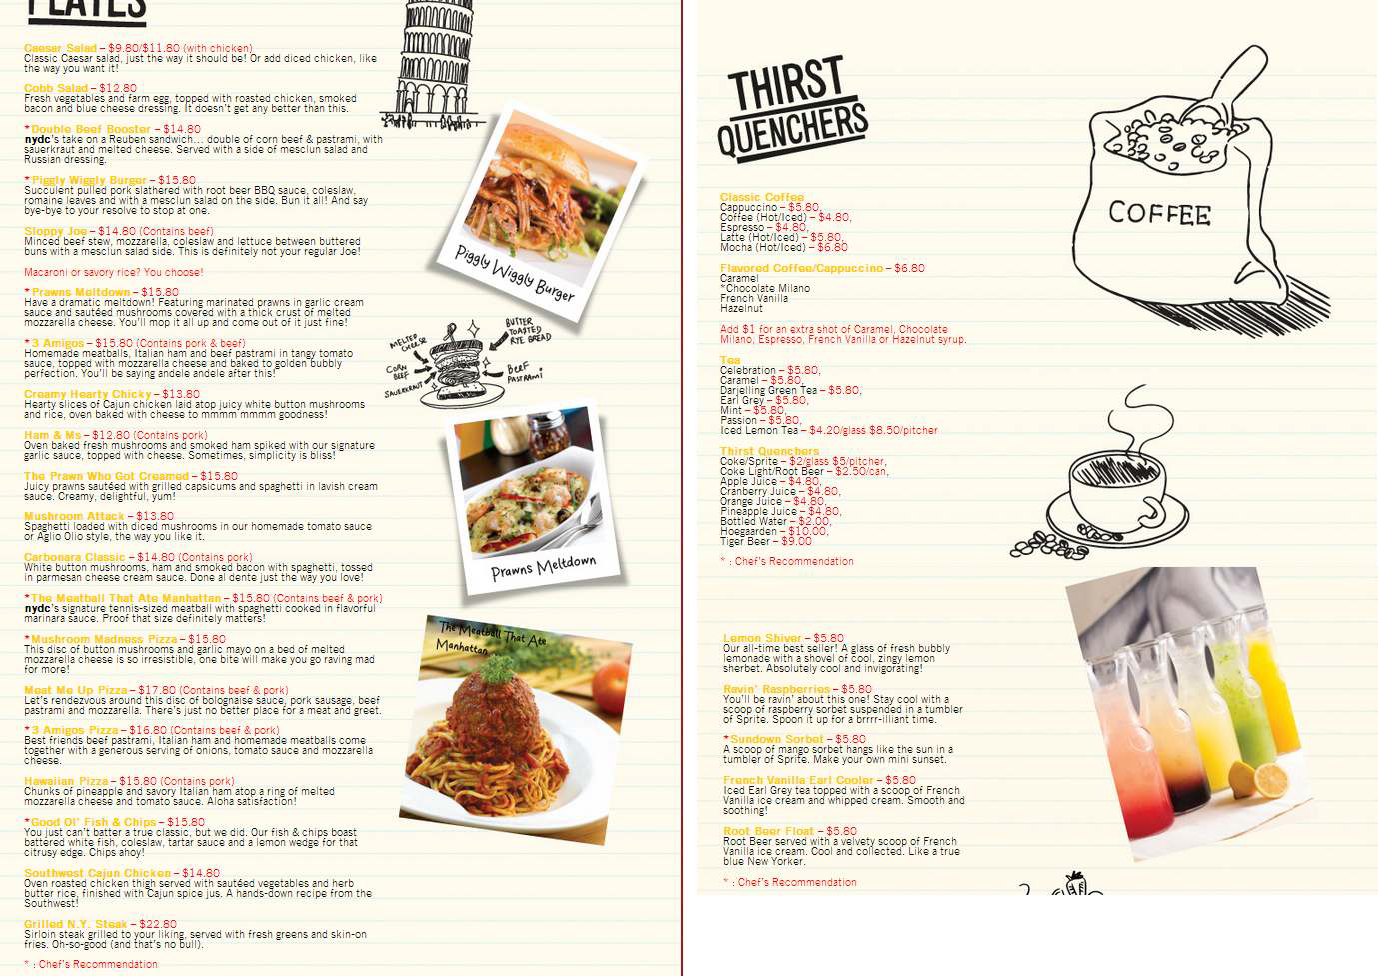 PLATES
Caesar Salad – $9.80/$11.80 (with chicken)
Classic Caesar salad, just the way it should be! Or add diced chicken, like
the way you want it!
Cobb Salad – $12.80
Fresh vegetables and farm egg, topped with roasted chicken, smoked
bacon and blue cheese dressing. It doesn't get any better than this.
*Double Beef Booster – $14.80
nydc's take on a Reuben sandwich... double of corn beef & pastrami, with
sauerkraut and melted cheese. Served with a side of mesclun salad and
Russian dressing.
*Piggly Wiggly Burger – $15.80
Succulent pulled pork slathered with root beer BBQ sauce, coleslaw,
romaine leaves and with a mesclun salad on the side. Bun it all! And say
bye-bye to your resolve to stop at one.
Sloppy Joe – $14.80 (Contains beef)
Minced beef stew, mozzarella, coleslaw and lettuce between buttered
buns with a mesclun salad side. This is definitely not your regular Joe!
Macaroni or savory rice? You choose!
*Prawns Meltdown – $15.80
Have a dramatic meltdown! Featuring marinated prawns in garlic cream
sauce and sautéed mushrooms covered with a thick crust of melted
mozzarella cheese. You'll mop it all up and come out of it just fine!
*3 Amigos – $15.80 (Contains pork & beef)
Homemade meatballs, Italian ham and beef pastrami in tangy tomato
sauce, topped with mozzarella cheese and baked to golden bubbly
perfection. You'll be saying andele andele after this!
Creamy Hearty Chicky – $13.80
Hearty slices of Cajun chicken laid atop juicy white button mushrooms
and rice, oven baked with cheese to mmmm mmmm goodness!
Ham & Ms – $12.80 (Contains pork)
Oven baked fresh mushrooms and smoked ham spiked with our signature
garlic sauce, topped with cheese. Sometimes, simplicity is bliss!
The Prawn Who Got Creamed – $15.80
Juicy prawns sautéed with grilled capsicums and spaghetti in lavish cream
sauce. Creamy, delightful, yum!
Mushroom Attack – $13.80
Spaghetti loaded with diced mushrooms in our homemade tomato sauce
or Aglio Olio style, the way you like it.
Carbonara Classic – $14.80 (Contains pork)
White button mushrooms, ham and smoked bacon with spaghetti, tossed
in parmesan cheese cream sauce. Done al dente just the way you love!
*The Meatball That Ate Manhattan – $15.80 (Contains beef & pork)
nydc's signature tennis-sized meatball with spaghetti cooked in flavorful
marinara sauce. Proof that size definitely matters!
*Mushroom Madness Pizza – $15.80
This disc of button mushrooms and garlic mayo on a bed of melted
mozzarella cheese is so irresistible, one bite will make you go raving mad
for more!
Meat Me Up Pizza – $17.80 (Contains beef & pork)
Let's rendezvous around this disc of bolognaise sauce, pork sausage, beef
pastrami and mozzarella. There's just no better place for a meat and greet.
*3 Amigos Pizza – $16.80 (Contains beef & pork)
Best friends beef pastrami, Italian ham and homemade meatballs come
together with a generous serving of onions, tomato sauce and mozzarella
cheese.
Hawaiian Pizza – $15.80 (Contains pork)
Chunks of pineapple and savory Italian ham atop a ring of melted
mozzarella cheese and tomato sauce. Aloha satisfaction!
*Good Ol' Fish & Chips – $15.80
You just can't batter a true classic, but we did. Our fish & chips boast
battered white fish, coleslaw, tartar sauce and a lemon wedge for that
citrusy edge. Chips ahoy!
Southwest Cajun Chicken – $14.80
Oven roasted chicken thigh served with sautéed vegetables and herb
butter rice, finished with Cajun spice jus. A hands-down recipe from the
Southwest!
Grilled N.Y. Steak – $22.80
Sirloin steak grilled to your liking, served with fresh greens and skin-on
fries. Oh-so-good (and that's no bull).
* : Chef's Recommendation
Piggly Wiggly Burger
MELTED
CHEESE
BUTTER
TOASTED
RYE BREAD
CORN
BEEF
BEEF
PASTRAMI
SAUERKRAUT
Prawns Meltdown
The Meatball That Ate
Manhattan
THIRST
QUENCHERS
COFFEE
Classic Coffee
Cappuccino – $5.80,
Coffee (Hot/Iced) – $4.80,
Espresso – $4.80,
Latte (Hot/Iced) – $5.80,
Mocha (Hot/Iced) – $6.80
Flavored Coffee/Cappuccino – $6.80
Caramel
*Chocolate Milano
French Vanilla
Hazelnut
Add $1 for an extra shot of Caramel, Chocolate
Milano, Espresso, French Vanilla or Hazelnut syrup.
Tea
Celebration – $5.80,
Caramel – $5.80,
Darjelling Green Tea – $5.80,
Earl Grey – $5.80,
Mint – $5.80,
Passion – $5.80,
Iced Lemon Tea – $4.20/glass $8.50/pitcher
Thirst Quenchers
Coke/Sprite – $2/glass $5/pitcher,
Coke Light/Root Beer – $2.50/can,
Apple Juice – $4.80,
Cranberry Juice – $4.80,
Orange Juice – $4.80,
Pineapple Juice – $4.80,
Bottled Water – $2.00,
Hoegaarden – $10.00,
Tiger Beer – $9.00
* : Chef's Recommendation
Lemon Shiver – $5.80
Our all-time best seller! A glass of fresh bubbly
lemonade with a shovel of cool, zingy lemon
sherbet. Absolutely cool and invigorating!
Ravin' Raspberries – $5.80
You'll be ravin' about this one! Stay cool with a
scoop of raspberry sorbet suspended in a tumbler
of Sprite. Spoon it up for a brrrr-illiant time.
*Sundown Sorbet – $5.80
A scoop of mango sorbet hangs like the sun in a
tumbler of Sprite. Make your own mini sunset.
French Vanilla Earl Cooler – $5.80
Iced Earl Grey tea topped with a scoop of French
Vanilla ice cream and whipped cream. Smooth and
soothing!
Root Beer Float – $5.80
Root Beer served with a velvety scoop of French
Vanilla ice cream. Cool and collected. Like a true
blue New Yorker.
* : Chef's Recommendation